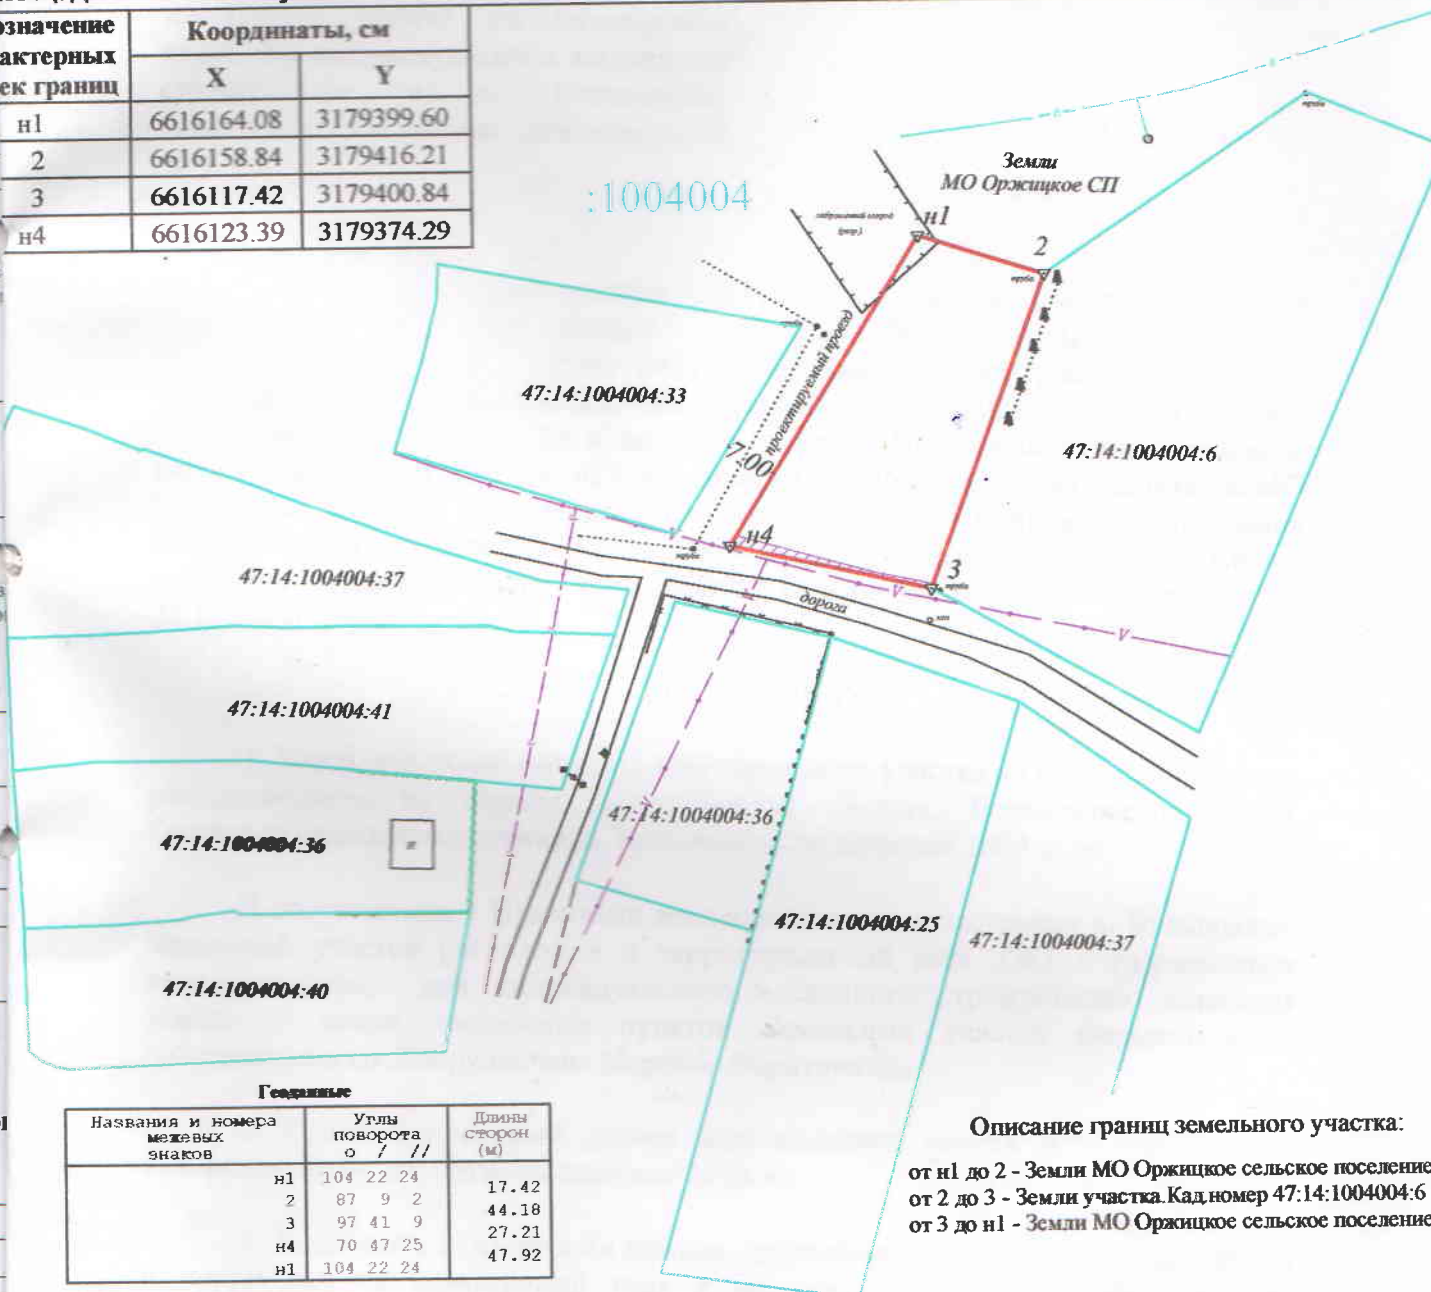 означение
актерных
ек границ
Координаты, см
X Y
н1 6616164.08 3179399.60
2 6616158.84 3179416.21
3 6616117.42 3179400.84
н4 6616123.39 3179374.29
:1004004
Земли
МО Оржицкое СП
н1
2
труба
труба
47:14:1004004:33
проектируемый проезд
7.00
47:14:1004004:6
н4
труба
3
труба
V
V
V
дорога
47:14:1004004:37
47:14:1004004:41
47:14:1004004:36
47:14:1004004:36
47:14:1004004:25
47:14:1004004:37
47:14:1004004:40
Геоданные
Названия и номера межевых знаков
Углы поворота
о / //
Длины сторон (м)
н1 104 22 24
17.42
2 87 9 2
44.18
3 97 41 9
27.21
н4 70 47 25
47.92
н1 104 22 24
Описание границ земельного участка:
от н1 до 2 - Земли МО Оржицкое сельское поселение
от 2 до 3 - Земли участка.Кад.номер 47:14:1004004:6
от 3 до н1 - Земли МО Оржицкое сельское поселение